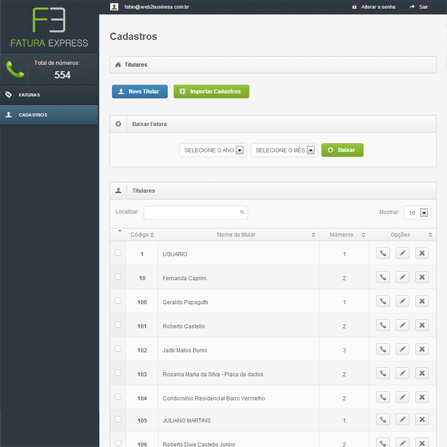 FATURA EXPRESS
Total de números:
554
FATURAS
CADASTROS
fabio@web2business.com.br
Alterar a senha
Sair
Cadastros
Titulares
Novo Titular
Importar Cadastros
Baixar Fatura
SELECIONE O ANO
SELECIONE O MÊS
Baixar
Titulares
Localizar:
Mostrar: 10
Código Nome do titular Números Opções
1 USUARIO 1
10 Fernanda Caprini 2
100 Geraldo Papaguth 1
101 Roberto Castello 2
102 Jadir Matos Burini 3
103 Rosania Maria da Silva - Placa de dados 2
104 Condomínio Residencial Barro Vermelho 2
105 JULIANO MARTINS 1
106 Roberto Duia Castello Junior 2